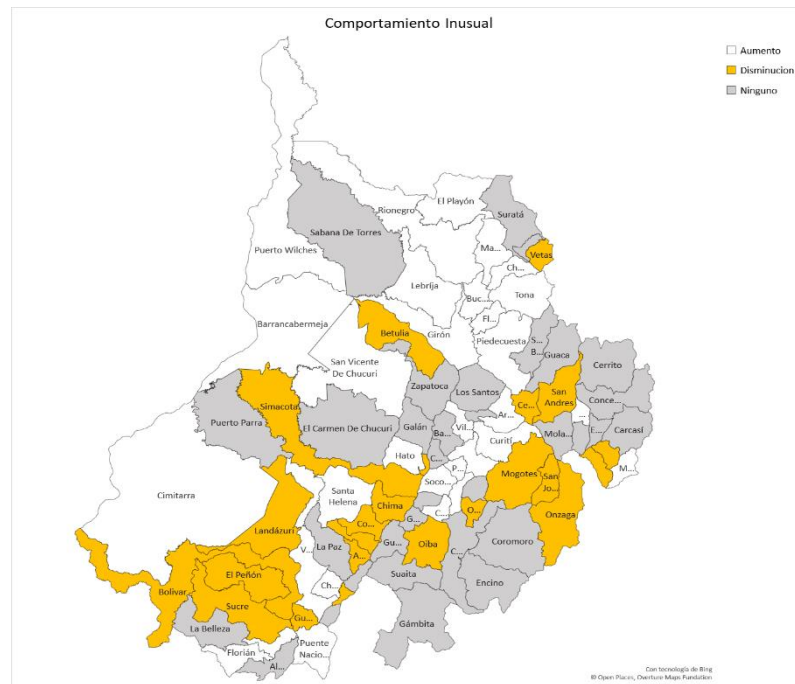 Comportamiento Inusual
Aumento
Disminucion
Ninguno
El Playón
Rionegro
Suratá
Sabana De Torres
Ma...
Vetas
Puerto Wilches
Ch...
Lebrija
Tona
Buc...
Barrancabermeja
Fl...
Betulia
Girón
Piedecuesta
S...
B...
Guaca
San Vicente
De Chucuri
Cerrito
Zapatoca
Los Santos
San
Andres
Simacota
Ce...
Conce...
Ar...
Puerto Parra
El Carmen De Chucuri
Galán
Ba...
Vil...
Curití
Mola...
E...
Carcasí
C...
Hato
P...
M...
Mogotes
Soco...
San
Jo...
Cimitarra
Santa
Helena
Chima
C...
O...
Onzaga
Co...
G...
Landázuri
Oiba
V...
La Paz
Gu...
C...
Coromoro
A...
El Peñón
Suaita
Bolivar
Ch...
Encino
Sucre
Gu...
Gámbita
La Belleza
Florián
Puente
Nacio...
Al...
Con tecnología de Bing
© Open Places, Overture Maps Foundation